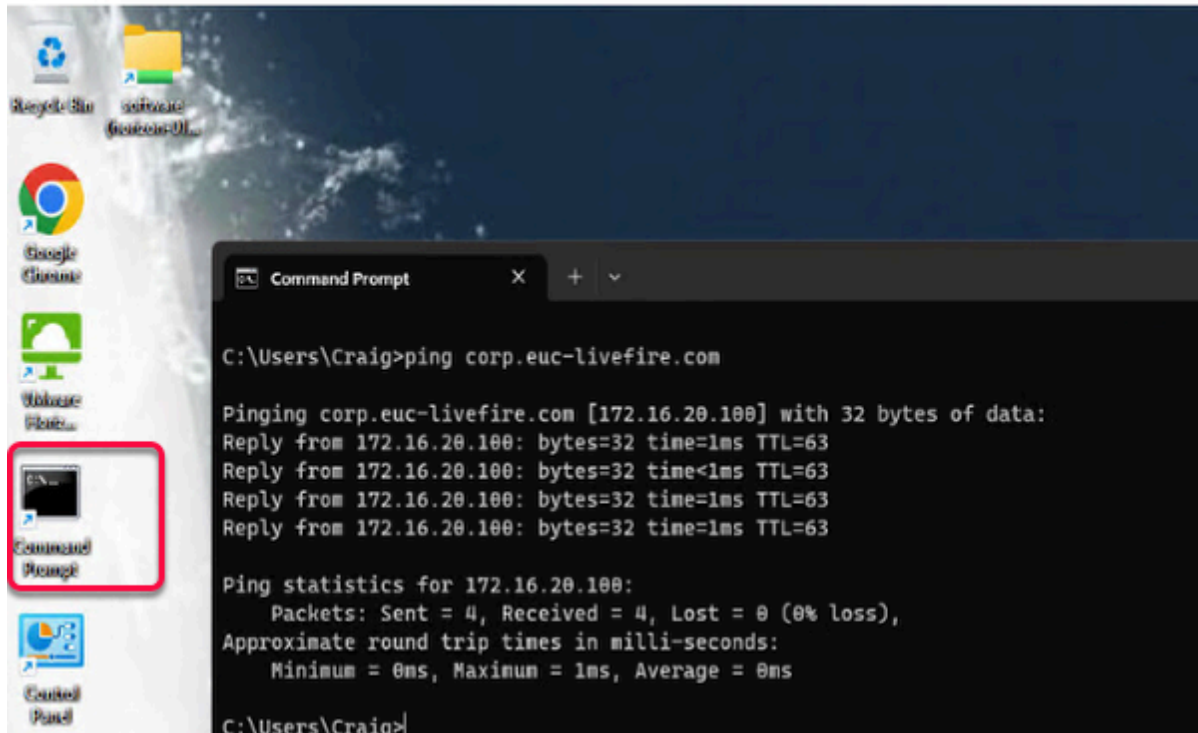 Recycle Bin
software
(horizon-01...
Google
Chrome
VMware
Horiz...
Command
Prompt
Control
Panel
Command Prompt
C:\Users\Craig>ping corp.euc-livefire.com
Pinging corp.euc-livefire.com [172.16.20.100] with 32 bytes of data:
Reply from 172.16.20.100: bytes=32 time=1ms TTL=63
Reply from 172.16.20.100: bytes=32 time<1ms TTL=63
Reply from 172.16.20.100: bytes=32 time=1ms TTL=63
Reply from 172.16.20.100: bytes=32 time=1ms TTL=63
Ping statistics for 172.16.20.100:
Packets: Sent = 4, Received = 4, Lost = 0 (0% loss),
Approximate round trip times in milli-seconds:
Minimum = 0ms, Maximum = 1ms, Average = 0ms
C:\Users\Craig>